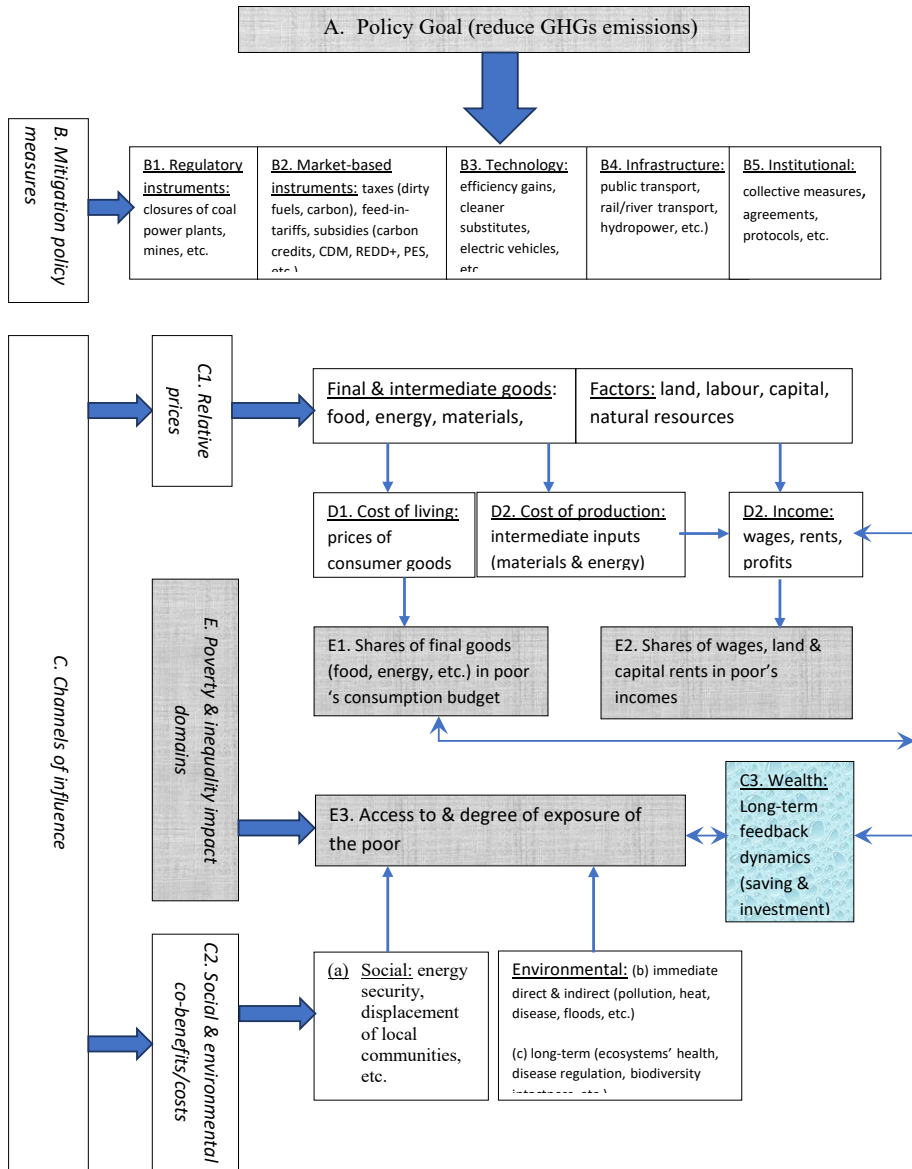 A. Policy Goal (reduce GHGs emissions)
B. Mitigation policy
measures
B1. Regulatory
instruments:
closures of coal
power plants,
mines, etc.
B2. Market-based
instruments: taxes (dirty
fuels, carbon), feed-in-
tariffs, subsidies (carbon
credits, CDM, REDD+, PES,
etc.)
B3. Technology:
efficiency gains,
cleaner
substitutes,
electric vehicles,
etc
B4. Infrastructure:
public transport,
rail/river transport,
hydropower, etc.)
B5. Institutional:
collective measures,
agreements,
protocols, etc.
C. Channels of influence
C1. Relative
prices
Final & intermediate goods:
food, energy, materials,
Factors: land, labour, capital,
natural resources
D1. Cost of living:
prices of
consumer goods
D2. Cost of production:
intermediate inputs
(materials & energy)
D2. Income:
wages, rents,
profits
E. Poverty & inequality impact
domains
E1. Shares of final goods
(food, energy, etc.) in poor
‘s consumption budget
E2. Shares of wages, land &
capital rents in poor’s
incomes
E3. Access to & degree of exposure of
the poor
C3. Wealth:
Long-term
feedback
dynamics
(saving &
investment)
C2. Social & environmental
co-benefits/costs
(a) Social: energy
security,
displacement
of local
communities,
etc.
Environmental: (b) immediate
direct & indirect (pollution, heat,
disease, floods, etc.)
(c) long-term (ecosystems’ health,
disease regulation, biodiversity
intactness, etc.)